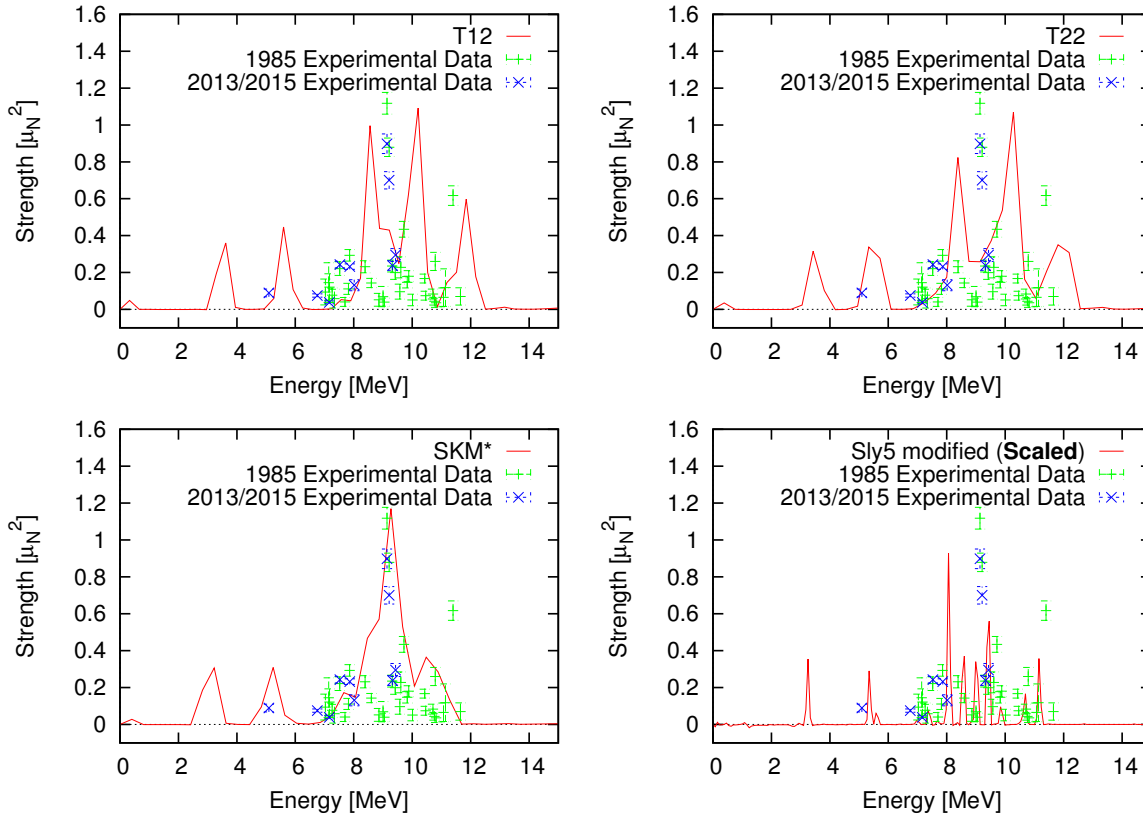 1.6
1.4
1.2
1
0.8
0.6
0.4
0.2
0
Strength [μN²]
T12
1985 Experimental Data
2013/2015 Experimental Data
0 2 4 6 8 10 12 14
Energy [MeV]
1.6
1.4
1.2
1
0.8
0.6
0.4
0.2
0
Strength [μN²]
T22
1985 Experimental Data
2013/2015 Experimental Data
0 2 4 6 8 10 12 14
Energy [MeV]
1.6
1.4
1.2
1
0.8
0.6
0.4
0.2
0
Strength [μN²]
SKM*
1985 Experimental Data
2013/2015 Experimental Data
0 2 4 6 8 10 12 14
Energy [MeV]
1.6
1.4
1.2
1
0.8
0.6
0.4
0.2
0
Strength [μN²]
Sly5 modified (Scaled)
1985 Experimental Data
2013/2015 Experimental Data
0 2 4 6 8 10 12 14
Energy [MeV]